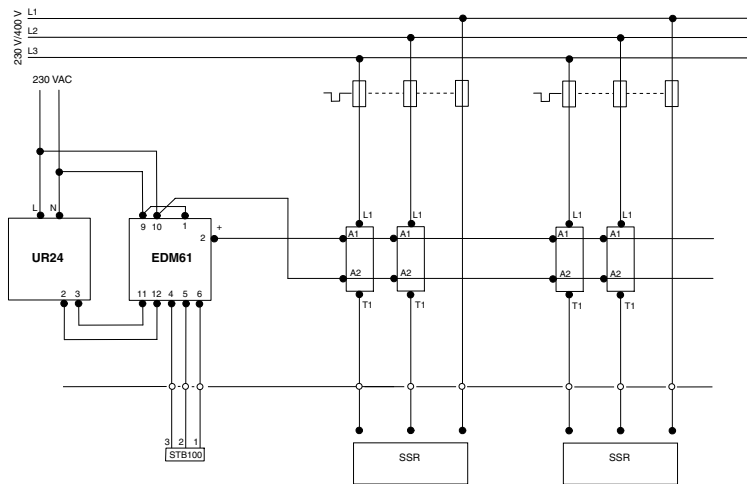 230 V/400 V
L1
L2
L3
230 VAC
L N
9 10 1
2 +
UR24
EDM61
2 3
11 12 4 5 6
L1 L1 L1 L1
A1 A1 A1 A1
A2 A2 A2 A2
T1 T1 T1 T1
3 2 1
STB100
SSR SSR